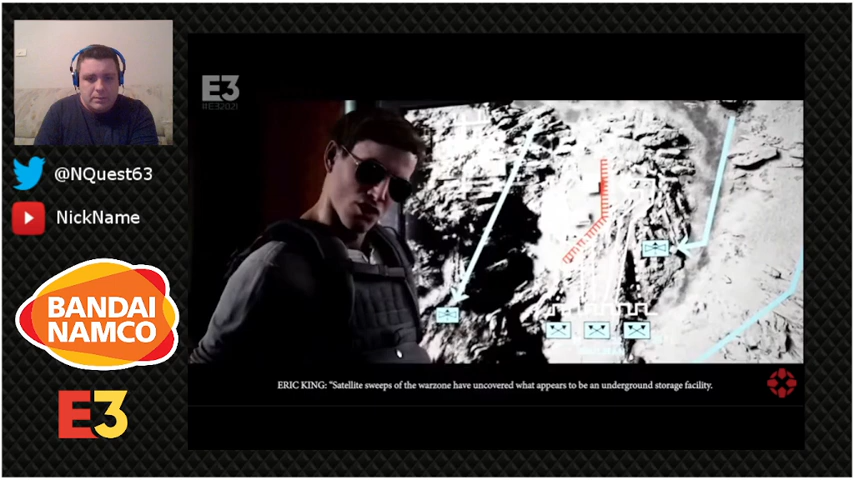 E3
#E32021
@NQuest63
NickName
BANDAI
NAMCO
E3
ERIC KING: “Satellite sweeps of the warzone have uncovered what appears to be an underground storage facility.